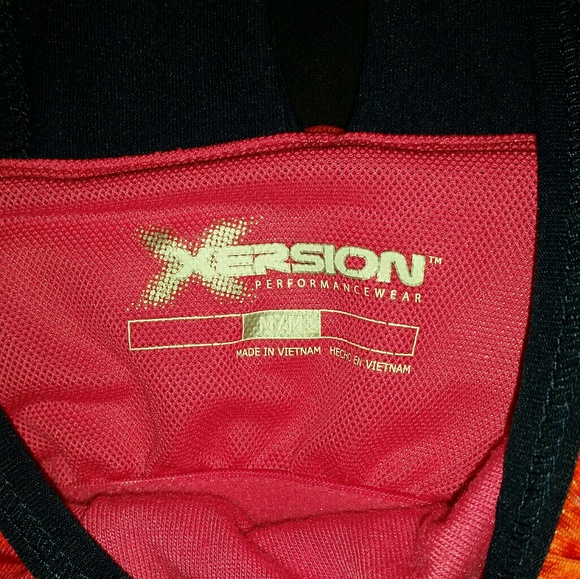 XERSION™
PERFORMANCEWEAR
MADE IN VIETNAM HECHO EN VIETNAM